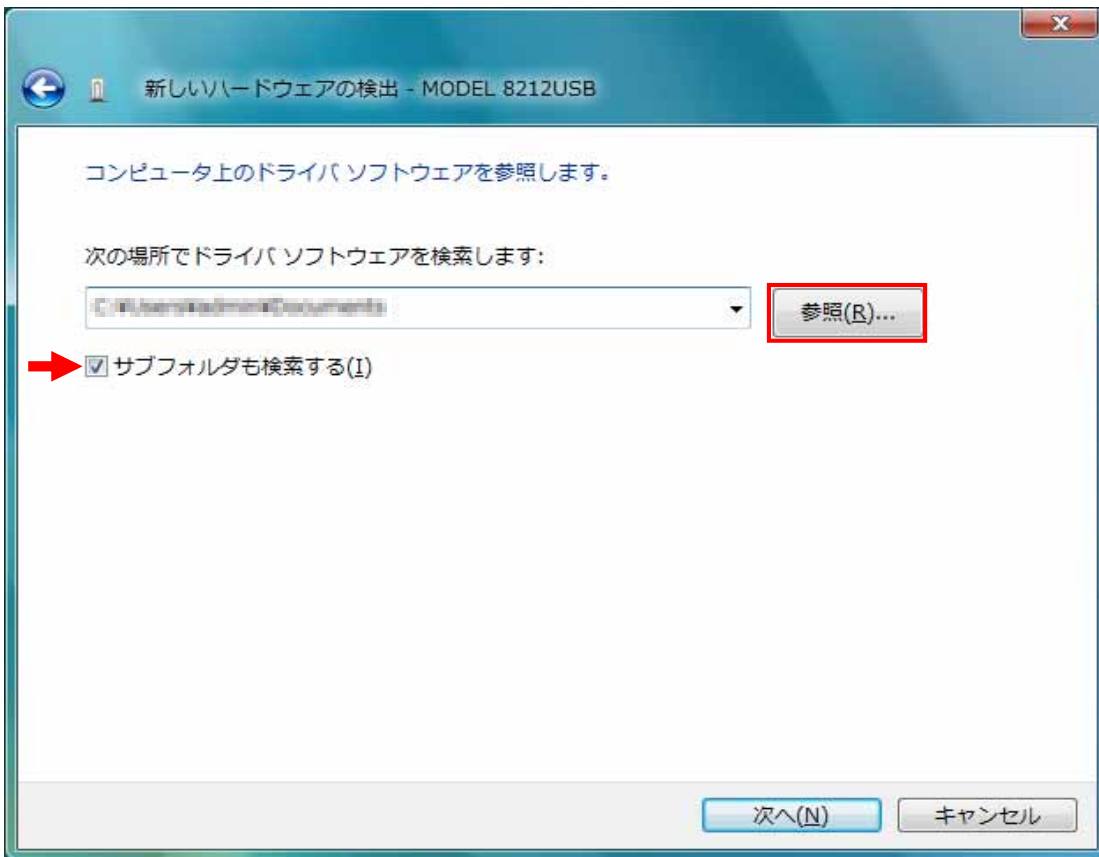 新しいハードウェアの検出 - MODEL 8212USB
コンピュータ上のドライバ ソフトウェアを参照します。
次の場所でドライバ ソフトウェアを検索します:
参照(R)...
サブフォルダも検索する(I)
次へ(N)
キャンセル